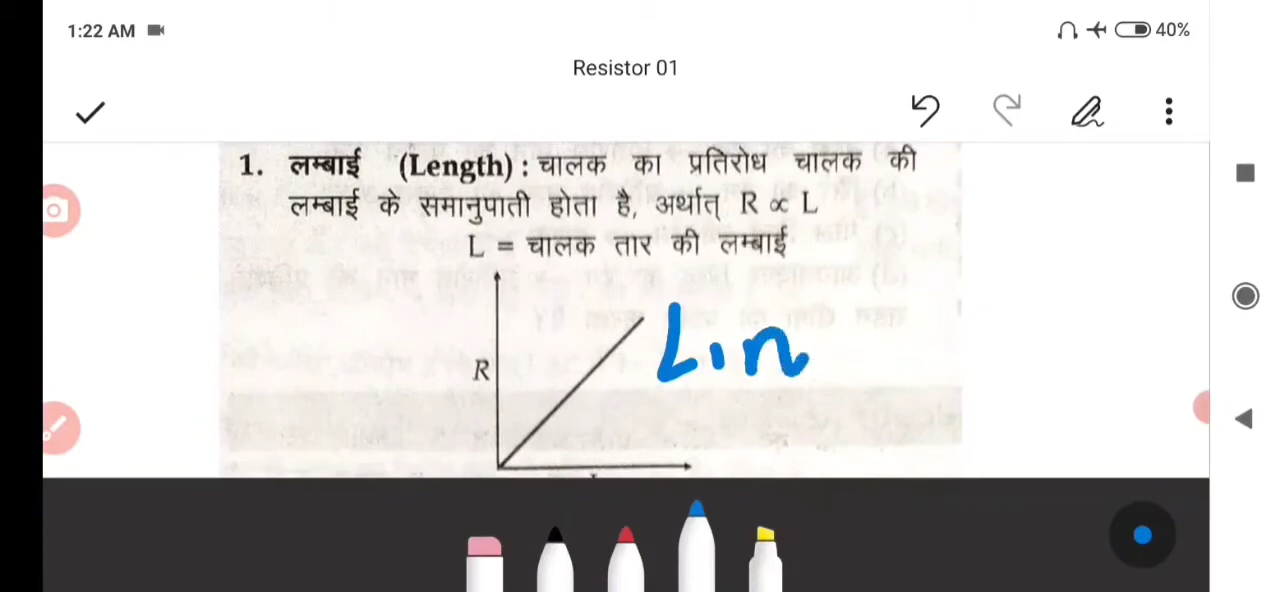 1:22 AM
40%
Resistor 01
1. लम्बाई (Length) : चालक का प्रतिरोध चालक की
लम्बाई के समानुपाती होता है, अर्थात् R ∝ L
L = चालक तार की लम्बाई
R
Lin